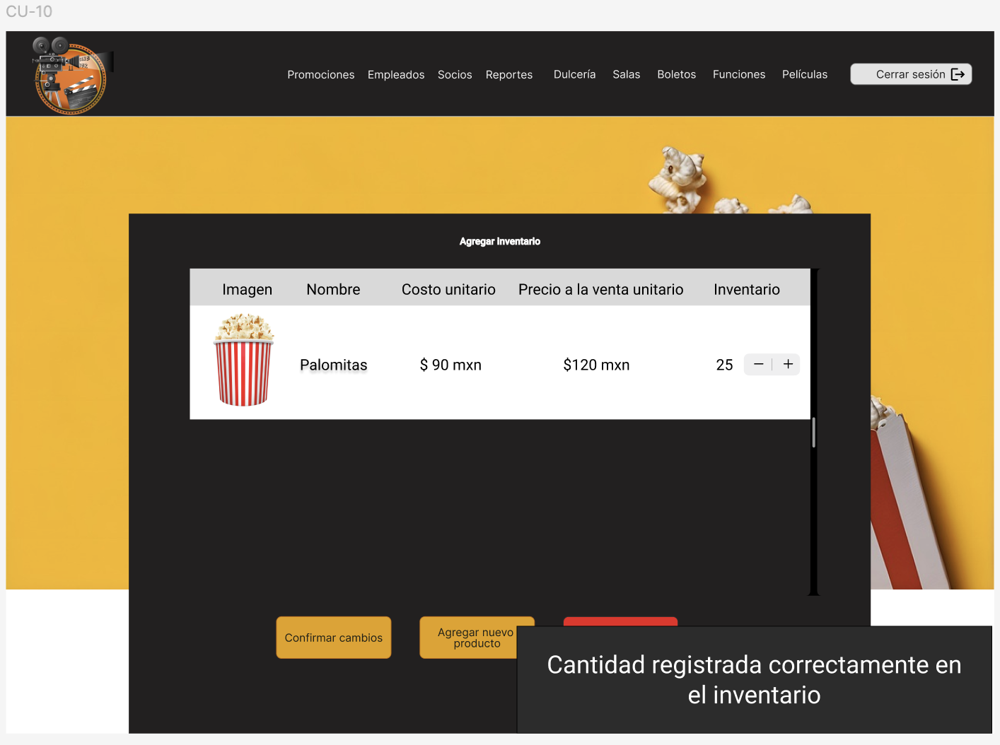 CU-10
Promociones Empleados Socios Reportes Dulcería Salas Boletos Funciones Películas Cerrar sesión
Agregar inventario
Imagen Nombre Costo unitario Precio a la venta unitario Inventario
Palomitas $ 90 mxn $120 mxn 25 − +
Confirmar cambios
Agregar nuevo
producto
Cantidad registrada correctamente en
el inventario